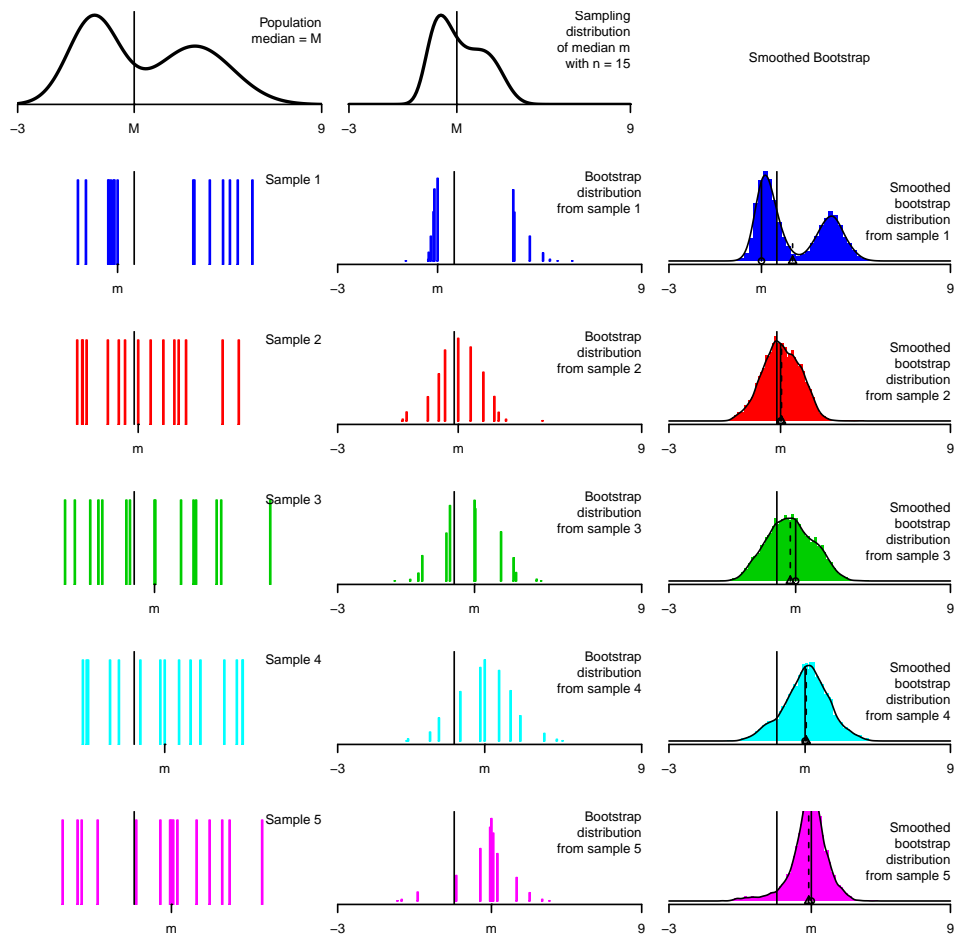 Population
median = M
−3
M
9
Sampling
distribution
of median m
with n = 15
−3
M
9
Smoothed Bootstrap
Sample 1
m
Bootstrap
distribution
from sample 1
−3
m
9
Smoothed
bootstrap
distribution
from sample 1
−3
m
9
Sample 2
m
Bootstrap
distribution
from sample 2
−3
m
9
Smoothed
bootstrap
distribution
from sample 2
−3
m
9
Sample 3
m
Bootstrap
distribution
from sample 3
−3
m
9
Smoothed
bootstrap
distribution
from sample 3
−3
m
9
Sample 4
m
Bootstrap
distribution
from sample 4
−3
m
9
Smoothed
bootstrap
distribution
from sample 4
−3
m
9
Sample 5
m
Bootstrap
distribution
from sample 5
−3
m
9
Smoothed
bootstrap
distribution
from sample 5
−3
m
9